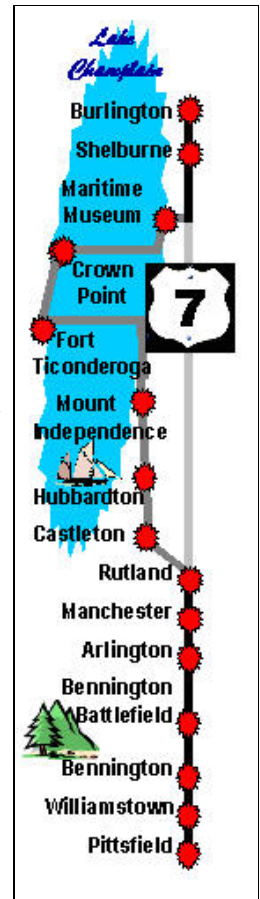 Lake
Champlain
Burlington
Shelburne
Maritime
Museum
Crown
Point
7
Fort
Ticonderoga
Mount
Independence
Hubbardton
Castleton
Rutland
Manchester
Arlington
Bennington
Battlefield
Bennington
Williamstown
Pittsfield